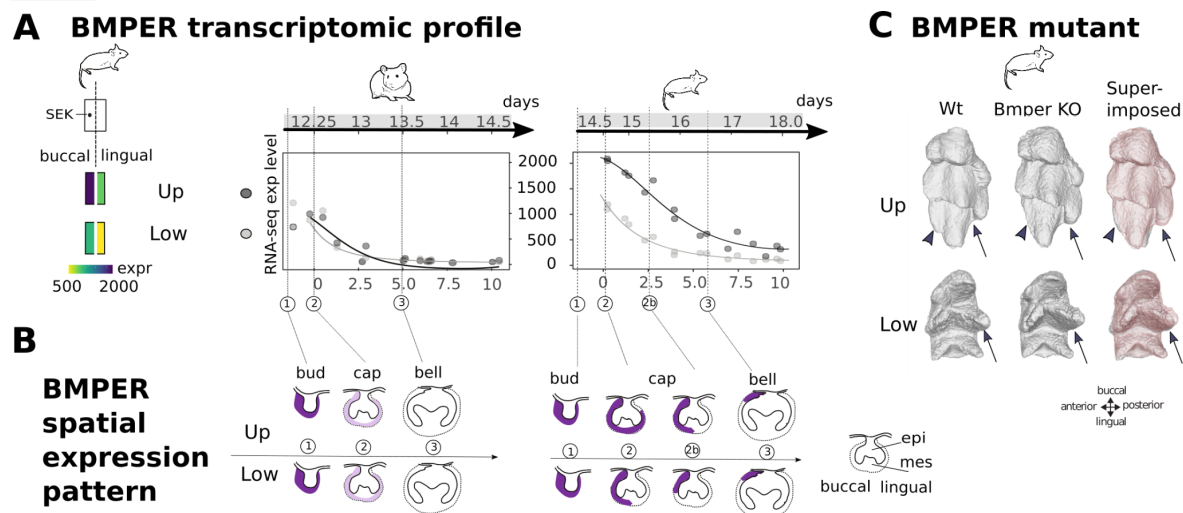 A BMPER transcriptomic profile
SEK
buccal lingual
Up
Low
expr
500 2000
days
12.25 13 13.5 14 14.5
RNA-seq exp level
0 2.5 5.0 7.5 10
2000
1500
1000
500
0
days
14.5 15 16 17 18.0
0 2.5 5.0 7.5 10
1 2 3
1 2 2b 3
B
BMPER
spatial
expression
pattern
bud cap bell
Up
1 2 3
Low
bud cap bell
1 2 2b 3
epi
mes
buccal lingual
C BMPER mutant
Wt Bmper KO Super-
imposed
Up
Low
buccal
anterior posterior
lingual